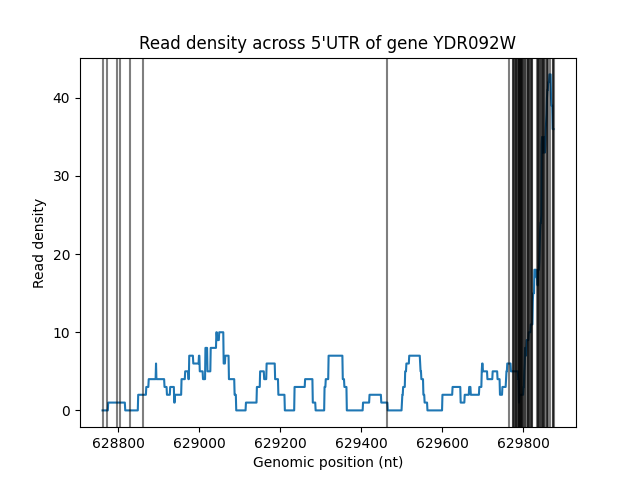 Read density across 5'UTR of gene YDR092W
40
30
20
10
0
Read density
628800 629000 629200 629400 629600 629800
Genomic position (nt)